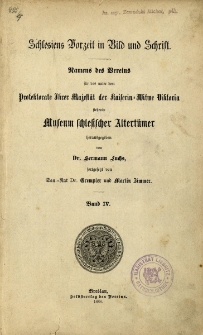 Schlesiens Vorzeit in Bild und Schrift.
Namens des Vereins
für das unter dem
Protektorate Ihrer Majestät der Kaiserin-Witwe Viktoria
stehende
Museum schlesischer Altertümer
herausgegeben
von
Dr. Hermann Luchs,
fortgesetzt von
San.-Rat Dr. Grempler und Martin Zimmer.
Band IV.
Breslau,
Selbstverlag des Vereins.